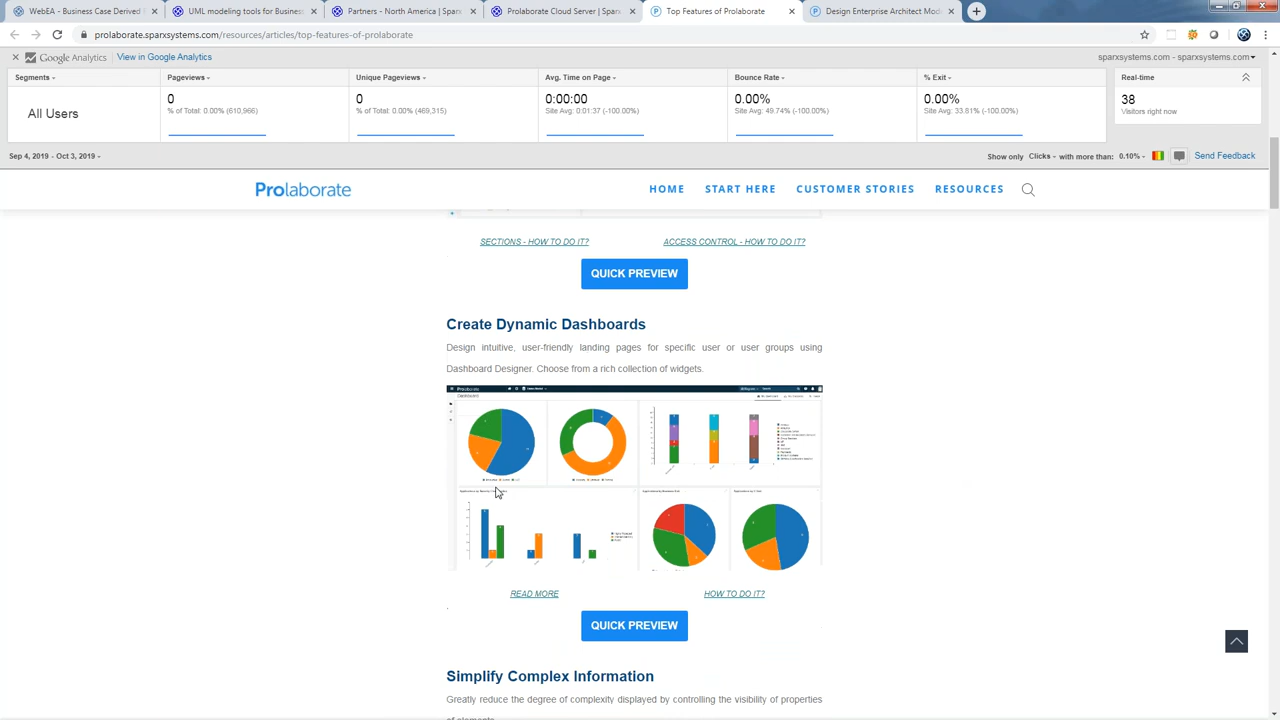 WebEA - Business Case Derived f
UML modeling tools for Busines
Partners – North America | Spar
Prolaborate Cloud Server | Spar
Top Features of Prolaborate
Design Enterprise Architect Mod
prolaborate.sparxsystems.com/resources/articles/top-features-of-prolaborate
Google Analytics
View in Google Analytics
sparxsystems.com - sparxsystems.com
Segments
Pageviews
Unique Pageviews
Avg. Time on Page
Bounce Rate
% Exit
Real-time
All Users
0
% of Total: 0.00% (610,966)
0
% of Total: 0.00% (469,315)
0:00:00
Site Avg: 0:01:37 (-100.00%)
0.00%
Site Avg: 49.74% (-100.00%)
0.00%
Site Avg: 33.81% (-100.00%)
38
Visitors right now
Sep 4, 2019 - Oct 3, 2019
Show only Clicks with more than: 0.10%
Send Feedback
Prolaborate
HOME
START HERE
CUSTOMER STORIES
RESOURCES
SECTIONS - HOW TO DO IT?
ACCESS CONTROL - HOW TO DO IT?
QUICK PREVIEW
Create Dynamic Dashboards
Design intuitive, user-friendly landing pages for specific user or user groups using
Dashboard Designer. Choose from a rich collection of widgets.
Prolaborate
Dashboard
READ MORE
HOW TO DO IT?
QUICK PREVIEW
Simplify Complex Information
Greatly reduce the degree of complexity displayed by controlling the visibility of properties
of elements